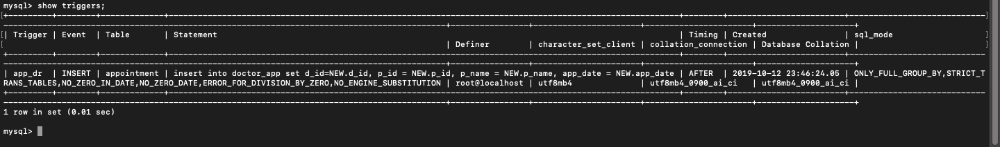 mysql> show triggers;
+---------+--------+-------------+--------------------------------------------------------------------------------------------+--------+------------------------+-----------------------------
-----------------------------------------------------------------------------------------+----------------+----------------------+----------------------+--------------------+
| Trigger | Event  | Table       | Statement                                                                                  | Timing | Created                | sql_mode
                                                                                         | Definer        | character_set_client | collation_connection | Database Collation |
+---------+--------+-------------+--------------------------------------------------------------------------------------------+--------+------------------------+-----------------------------
-----------------------------------------------------------------------------------------+----------------+----------------------+----------------------+--------------------+
| app_dr  | INSERT | appointment | insert into doctor_app set d_id=NEW.d_id, p_id = NEW.p_id, p_name = NEW.p_name, app_date = NEW.app_date | AFTER  | 2019-10-12 23:46:24.05 | ONLY_FULL_GROUP_BY,STRICT_T
RANS_TABLES,NO_ZERO_IN_DATE,NO_ZERO_DATE,ERROR_FOR_DIVISION_BY_ZERO,NO_ENGINE_SUBSTITUTION | root@localhost | utf8mb4              | utf8mb4_0900_ai_ci   | utf8mb4_0900_ai_ci |
+---------+--------+-------------+--------------------------------------------------------------------------------------------+--------+------------------------+-----------------------------
-----------------------------------------------------------------------------------------+----------------+----------------------+----------------------+--------------------+
1 row in set (0.01 sec)
mysql>